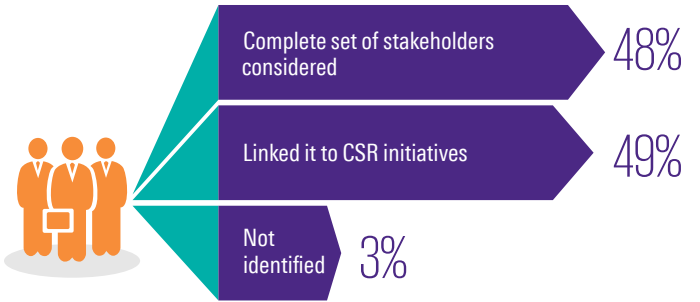 Complete set of stakeholders
considered
48%
Linked it to CSR initiatives
49%
Not
identified
3%